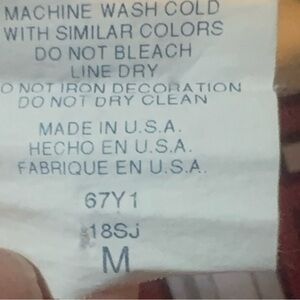 MACHINE WASH COLD
WITH SIMILAR COLORS
DO NOT BLEACH
LINE DRY
DO NOT IRON DECORATION
DO NOT DRY CLEAN
MADE IN U.S.A.
HECHO EN U.S.A.
FABRIQUE EN U.S.A.
67Y1
18SJ
M